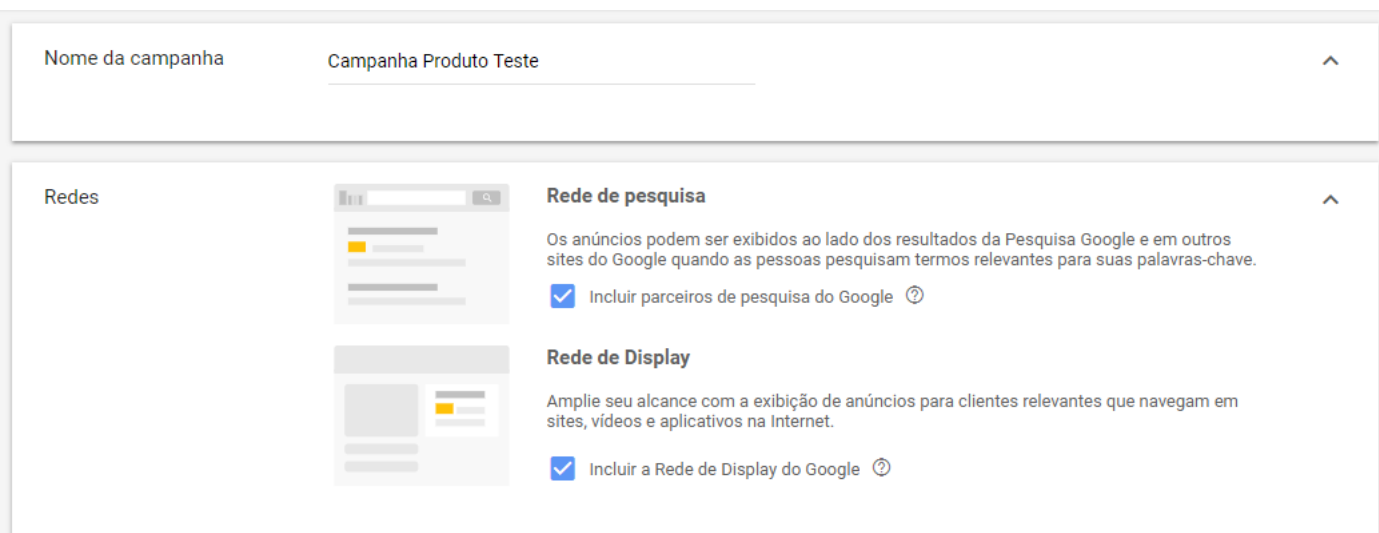 Nome da campanha
Campanha Produto Teste
Redes
Rede de pesquisa
Os anúncios podem ser exibidos ao lado dos resultados da Pesquisa Google e em outros
sites do Google quando as pessoas pesquisam termos relevantes para suas palavras-chave.
Incluir parceiros de pesquisa do Google
Rede de Display
Amplie seu alcance com a exibição de anúncios para clientes relevantes que navegam em
sites, vídeos e aplicativos na Internet.
Incluir a Rede de Display do Google